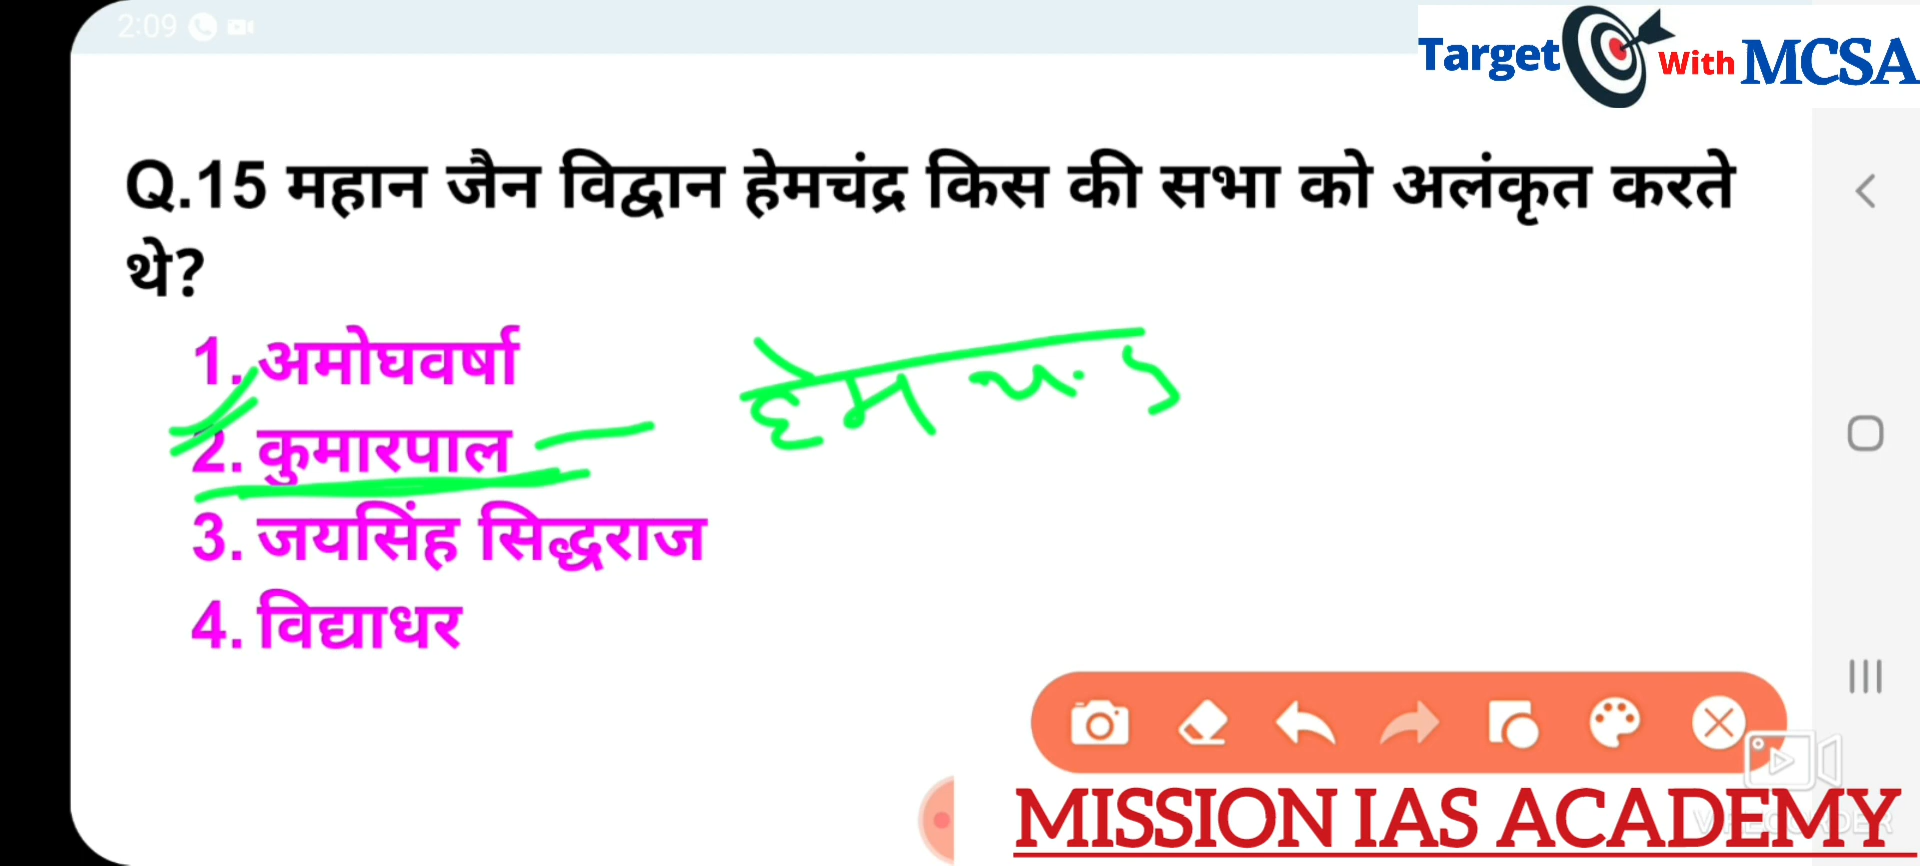 2:09
Target With MCSA
Q.15 महान जैन विद्वान हेमचंद्र किस की सभा को अलंकृत करते
थे?
1. अमोघवर्षा
2. कुमारपाल
हेम
3. जयसिंह सिद्धराज
4. विद्याधर
MISSION IAS ACADEMY